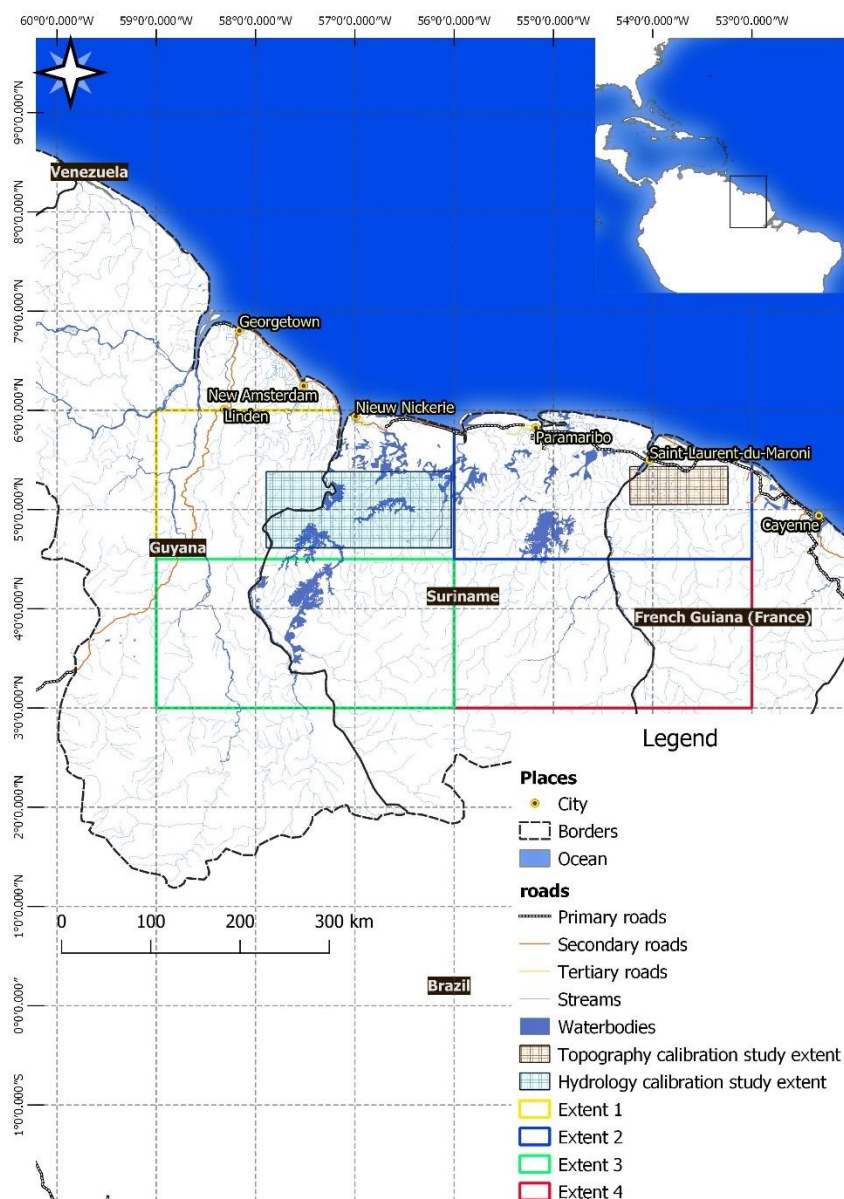 60°0'0.000"W 59°0'0.000"W 58°0'0.000"W 57°0'0.000"W 56°0'0.000"W 55°0'0.000"W 54°0'0.000"W 53°0'0.000"W
9°0'0.000"N
8°0'0.000"N
7°0'0.000"N
6°0'0.000"N
5°0'0.000"N
4°0'0.000"N
3°0'0.000"N
2°0'0.000"N
1°0'0.000"N
0°0'0.000"
1°0'0.000"S
Venezuela
Georgetown
New Amsterdam
Linden
Nieuw Nickerie
Paramaribo
Saint-Laurent-du-Maroni
Cayenne
Guyana
Suriname
French Guiana (France)
Brazil
0 100 200 300 km
Legend
Places
City
Borders
Ocean
roads
Primary roads
Secondary roads
Tertiary roads
Streams
Waterbodies
Topography calibration study extent
Hydrology calibration study extent
Extent 1
Extent 2
Extent 3
Extent 4